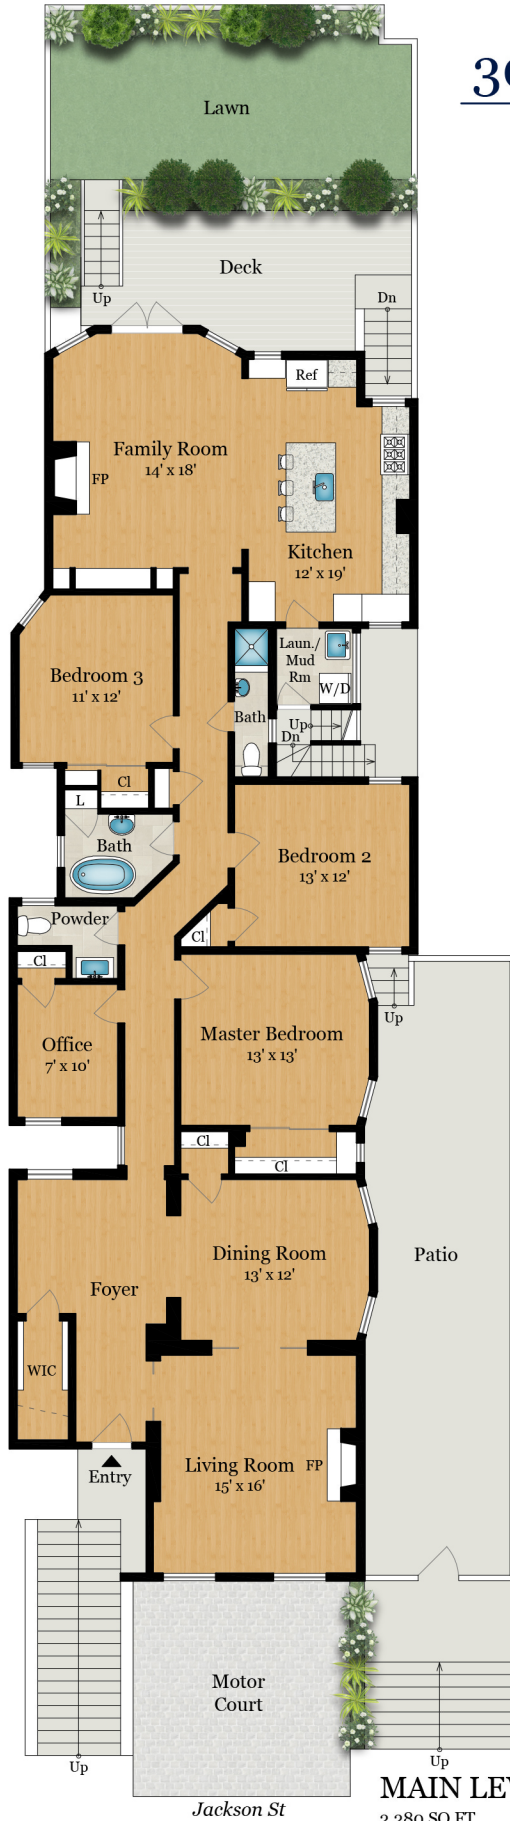 39
Lawn
Deck
Up
Dn
Ref
Family Room
14' x 18'
FP
Kitchen
12' x 19'
Laun./
Mud
Rm
W/D
Bedroom 3
11' x 12'
Bath
Up
Dn
Cl
L
Bath
Bedroom 2
13' x 12'
Cl
Powder
Cl
Office
7' x 10'
Up
Master Bedroom
13' x 13'
Cl
Cl
Dining Room
13' x 12'
Patio
Foyer
WIC
Living Room
15' x 16'
FP
Entry
Motor
Court
Up
Up
Jackson St
MAIN LEV